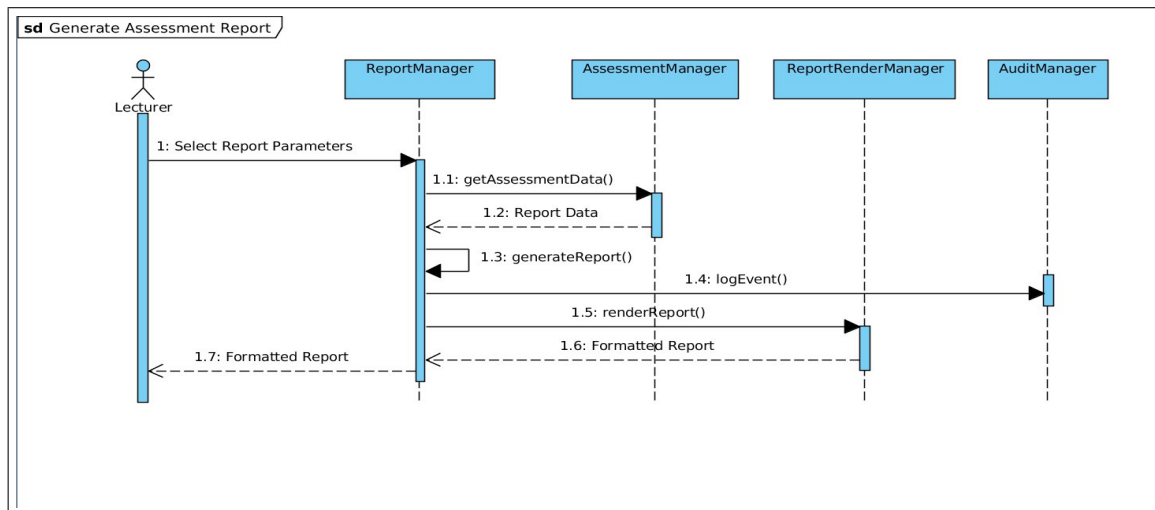 sd Generate Assessment Report
ReportManager
AssessmentManager
ReportRenderManager
AuditManager
Lecturer
1: Select Report Parameters
1.1: getAssessmentData()
1.2: Report Data
1.3: generateReport()
1.4: logEvent()
1.5: renderReport()
1.6: Formatted Report
1.7: Formatted Report